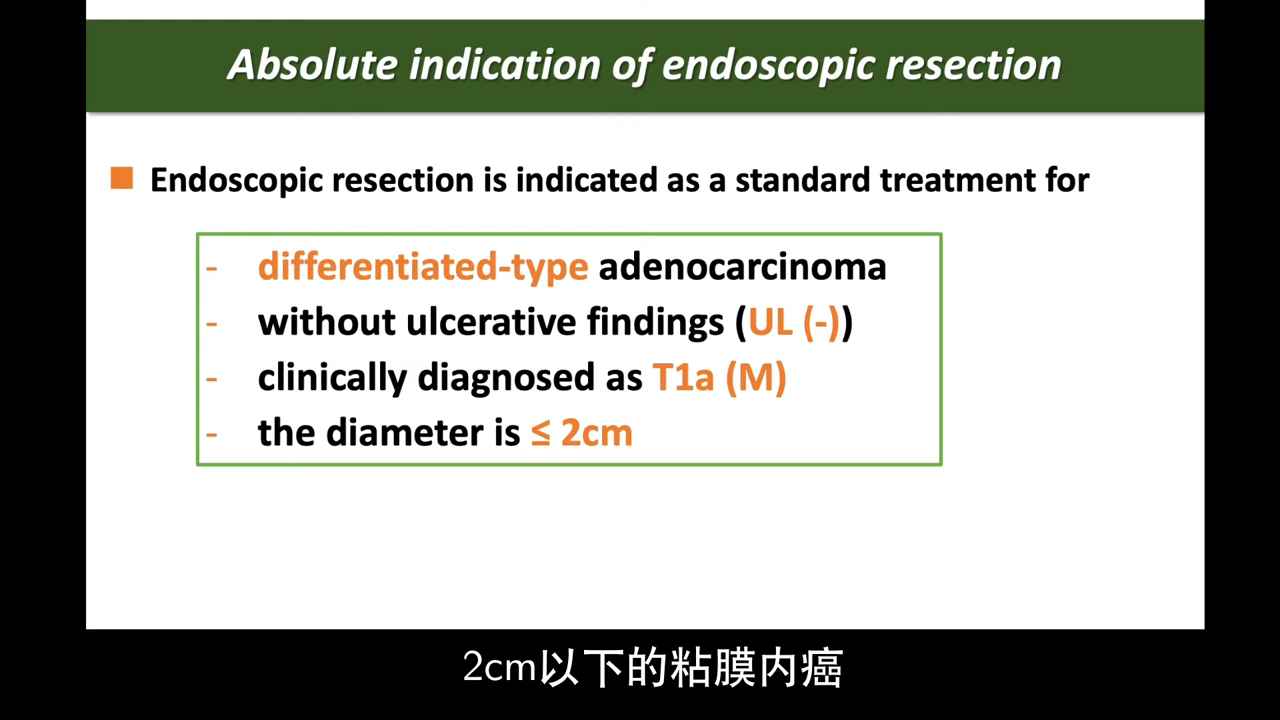 Absolute indication of endoscopic resection
Endoscopic resection is indicated as a standard treatment for
- differentiated-type adenocarcinoma
- without ulcerative findings (UL (-))
- clinically diagnosed as T1a (M)
- the diameter is ≤ 2cm
2cm以下的粘膜内癌